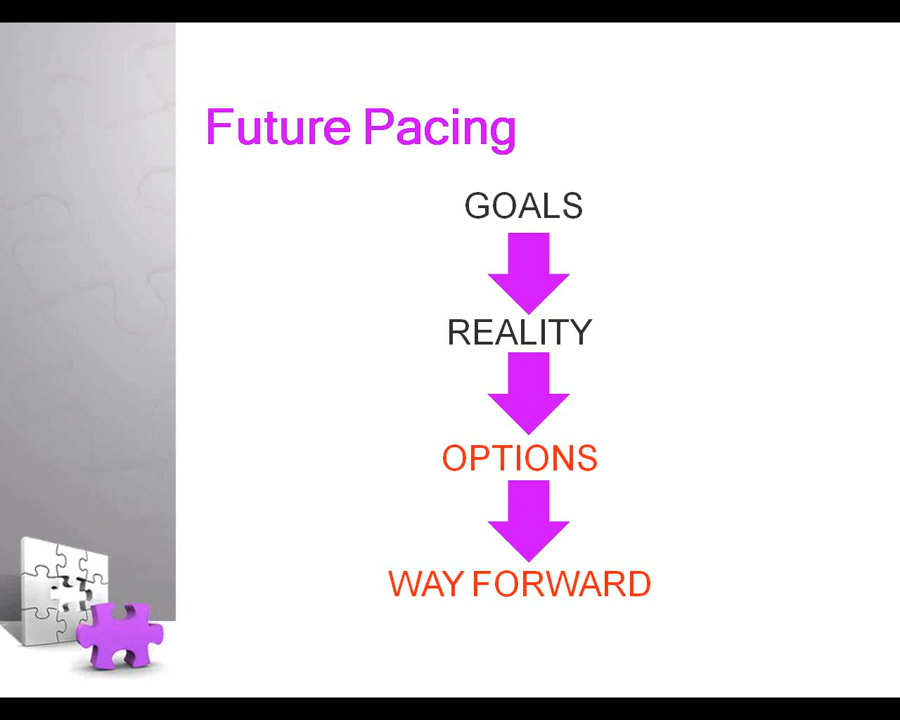 Future Pacing
GOALS
REALITY
OPTIONS
WAY FORWARD